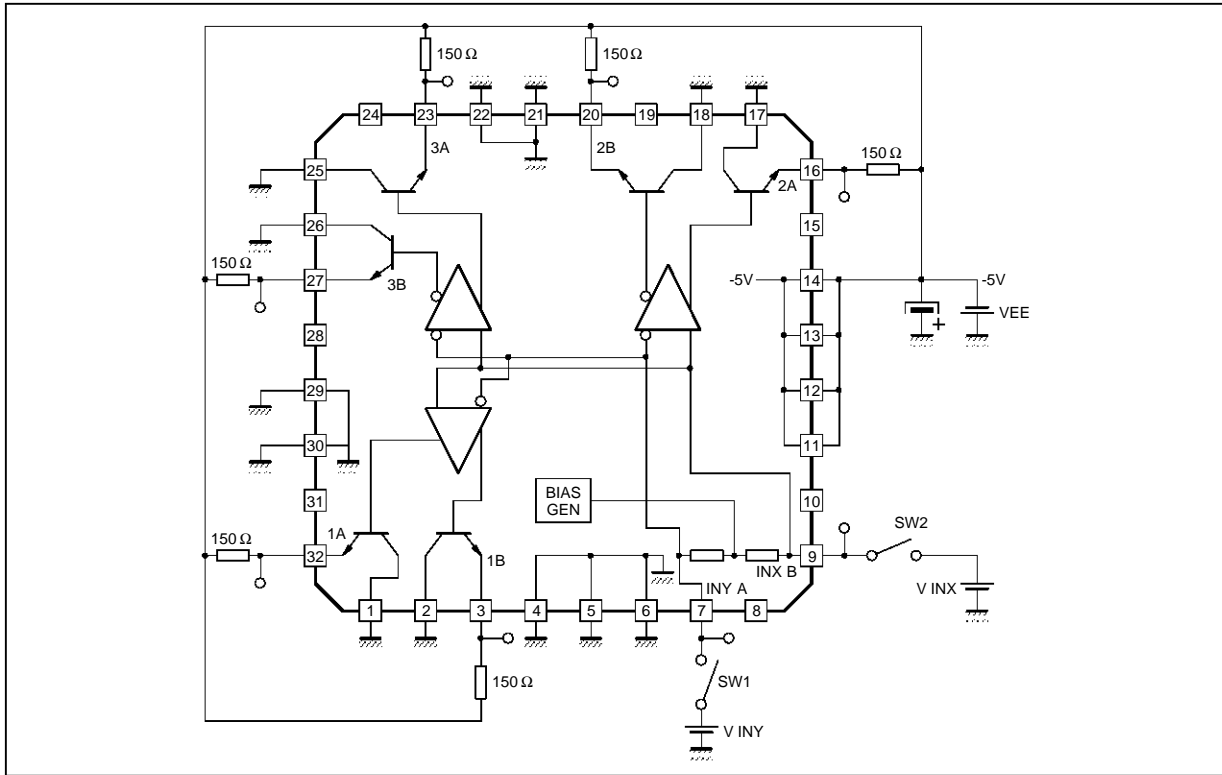 150 Ω
150 Ω
24
23
22
21
20
19
18
17
3A
2B
25
16
150 Ω
2A
26
15
150 Ω
27
3B
-5V
14
-5V
VEE
+
28
13
29
12
30
11
31
BIAS
GEN
10
SW2
1A
1B
150 Ω
32
9
INX B
INY A
V INX
1
2
3
4
5
6
7
8
150 Ω
SW1
V INY